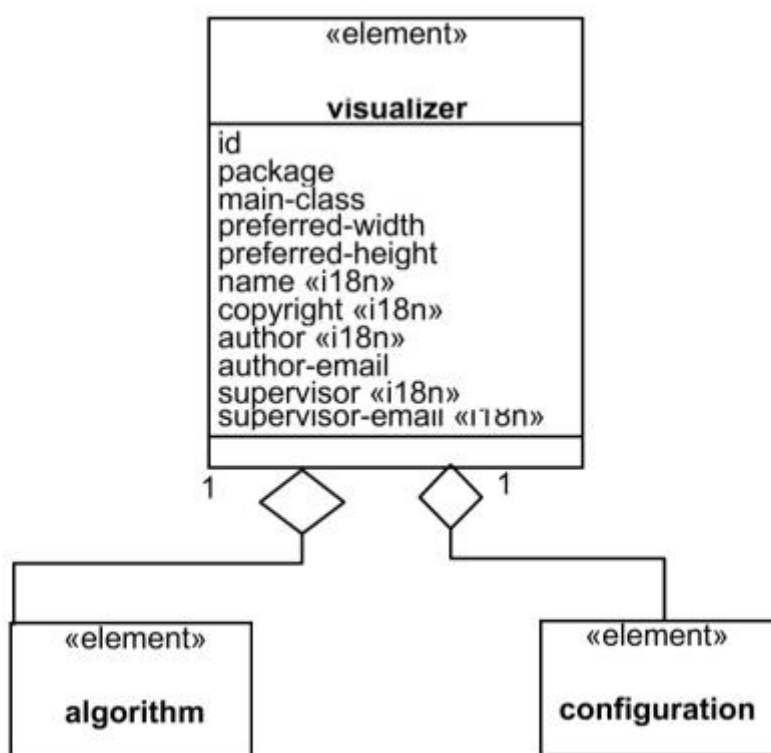 «element»
visualizer
id
package
main-class
preferred-width
preferred-height
name «i18n»
copyright «i18n»
author «i18n»
author-email
supervisor «i18n»
supervisor-email «i18n»
1
1
«element»
algorithm
«element»
configuration